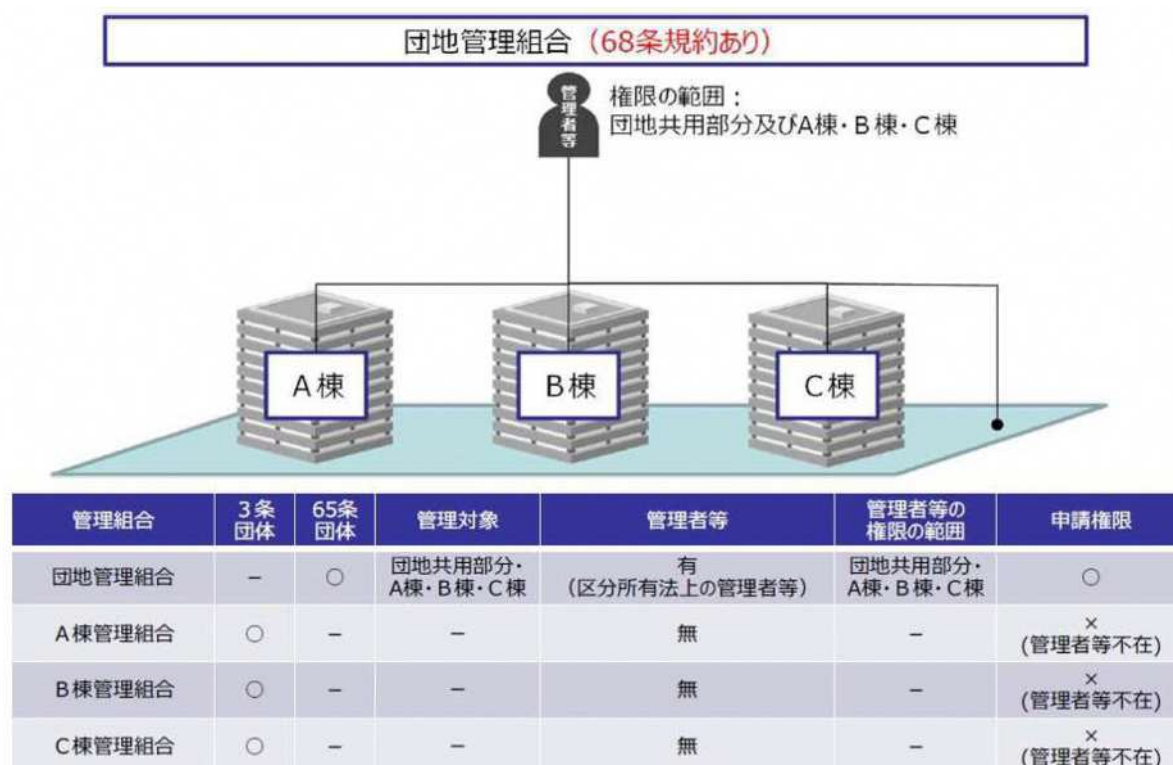 団地管理組合（68条規約あり）
管理者等
権限の範囲：
団地共用部分及びA棟・B棟・C棟
A棟
B棟
C棟
管理組合 3条団体 65条団体 管理対象 管理者等 管理者等の権限の範囲 申請権限
団地管理組合 － ○ 団地共用部分・A棟・B棟・C棟 有（区分所有法上の管理者等） 団地共用部分・A棟・B棟・C棟 ○
A棟管理組合 ○ － － 無 － ×(管理者等不在)
B棟管理組合 ○ － － 無 － ×(管理者等不在)
C棟管理組合 ○ － － 無 － ×(管理者等不在)